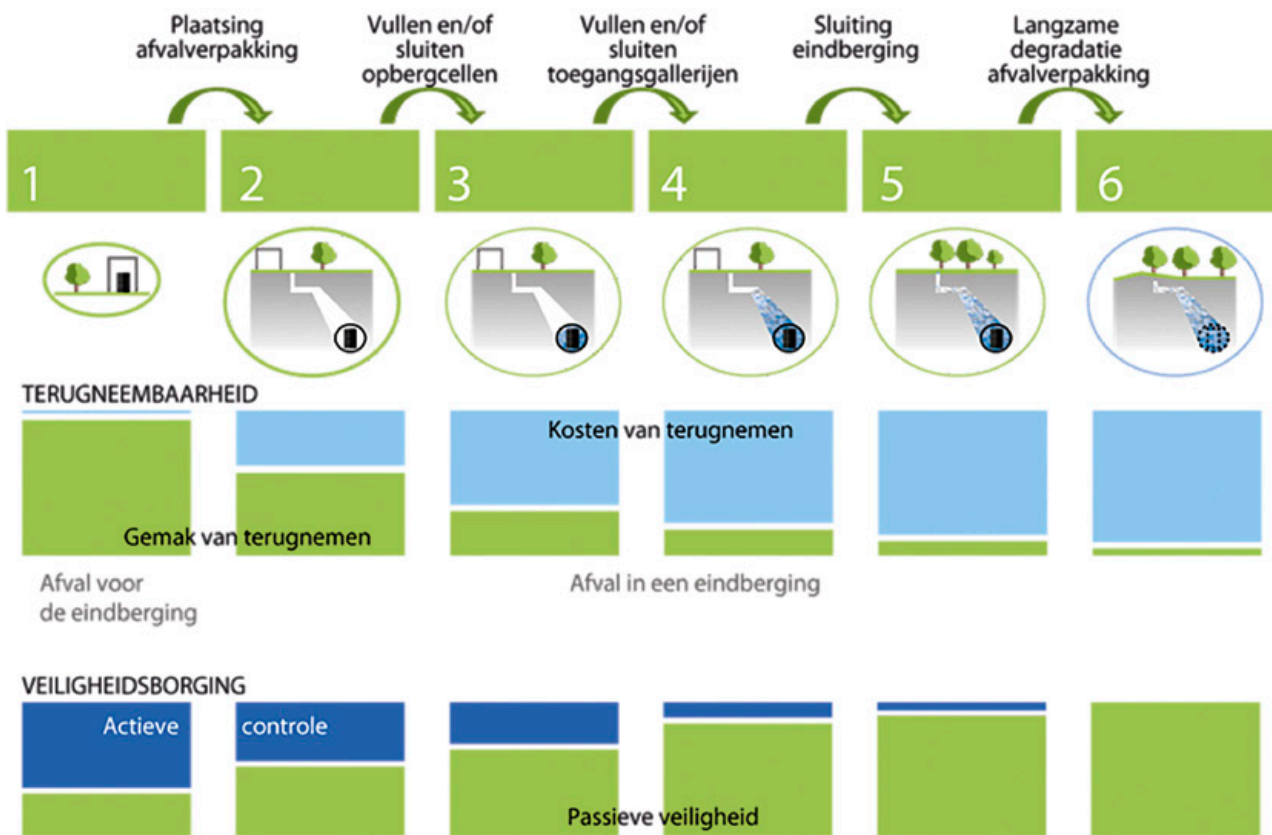 Plaatsing
afvalverpakking
Vullen en/of
sluiten
opbergcellen
Vullen en/of
sluiten
toegangsgallerijen
Sluiting
eindberging
Langzame
degradatie
afvalverpakking
1
2
3
4
5
6
TERUGNEEMBAARHEID
Kosten van terugnemen
Gemak van terugnemen
Afval voor
de eindberging
Afval in een eindberging
VEILIGHEIDSBORGING
Actieve controle
Passieve veiligheid